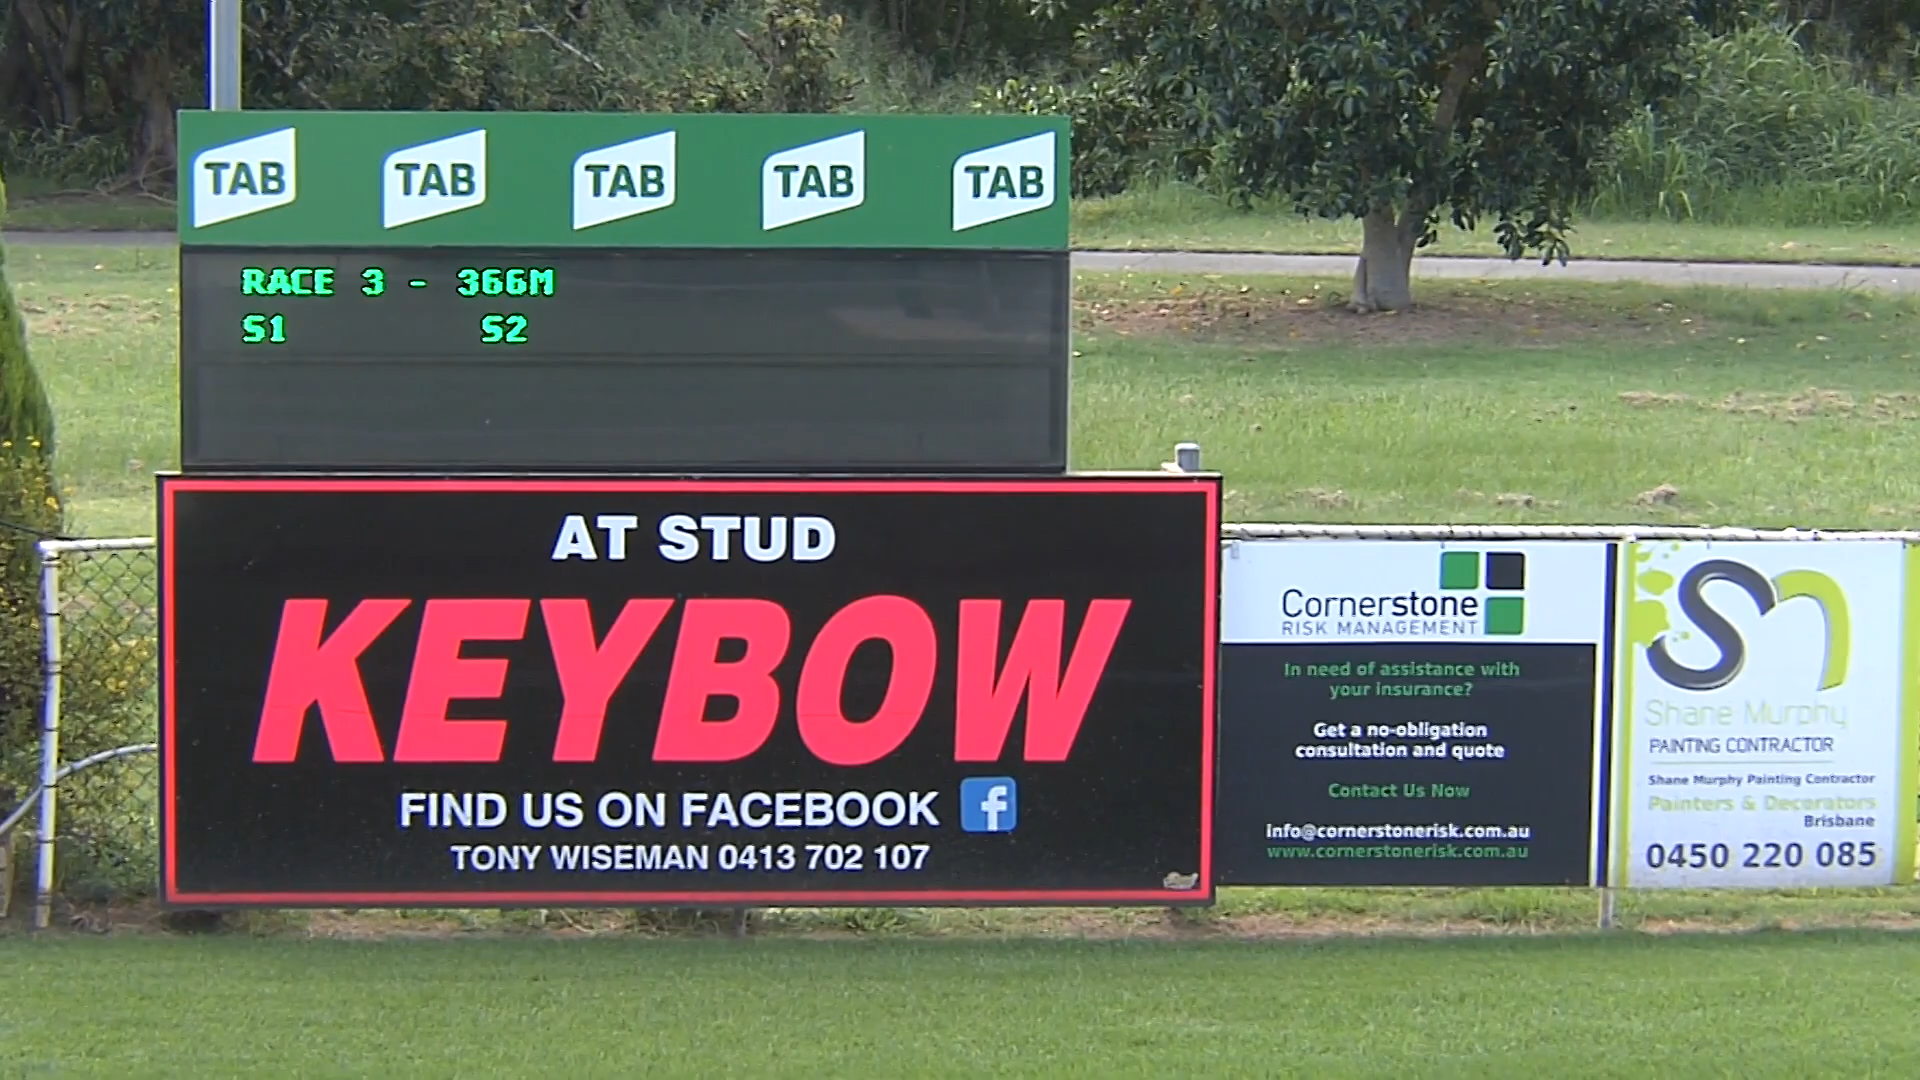 TAB TAB TAB TAB TAB
RACE 3 - 366M
S1 S2
AT STUD
KEYBOW
FIND US ON FACEBOOK f
TONY WISEMAN 0413 702 107
Cornerstone
RISK MANAGEMENT
In need of assistance with
your insurance?
Get a no-obligation
consultation and quote
Contact Us Now
info@cornerstonerisk.com.au
www.cornerstonerisk.com.au
Shane Murphy
PAINTING CONTRACTOR
Shane Murphy Painting Contractor
Painters & Decorators
Brisbane
0450 220 085